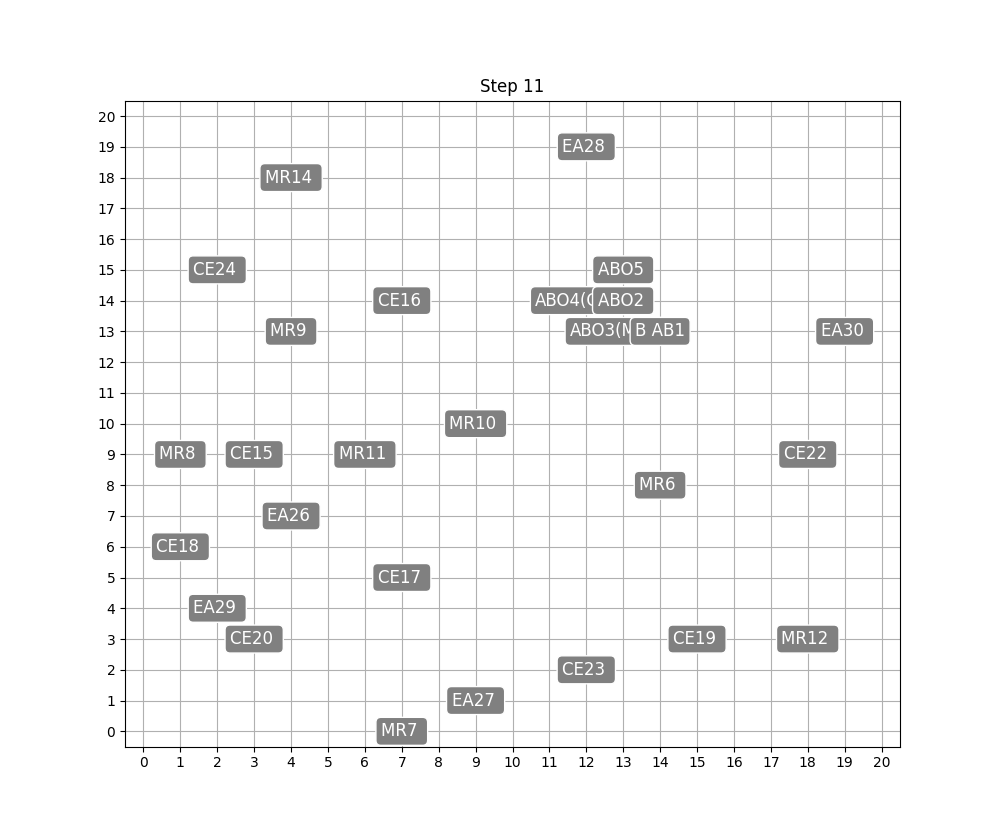 Step 11
20
19
18
17
16
15
14
13
12
11
10
9
8
7
6
5
4
3
2
1
0
EA28
MR14
CE24
ABO5
CE16
ABO4(
ABO2
MR9
ABO3(
B AB1
EA30
MR10
MR8
CE15
MR11
CE22
MR6
EA26
CE18
CE17
EA29
CE20
CE19
MR12
CE23
EA27
MR7
0 1 2 3 4 5 6 7 8 9 10 11 12 13 14 15 16 17 18 19 20